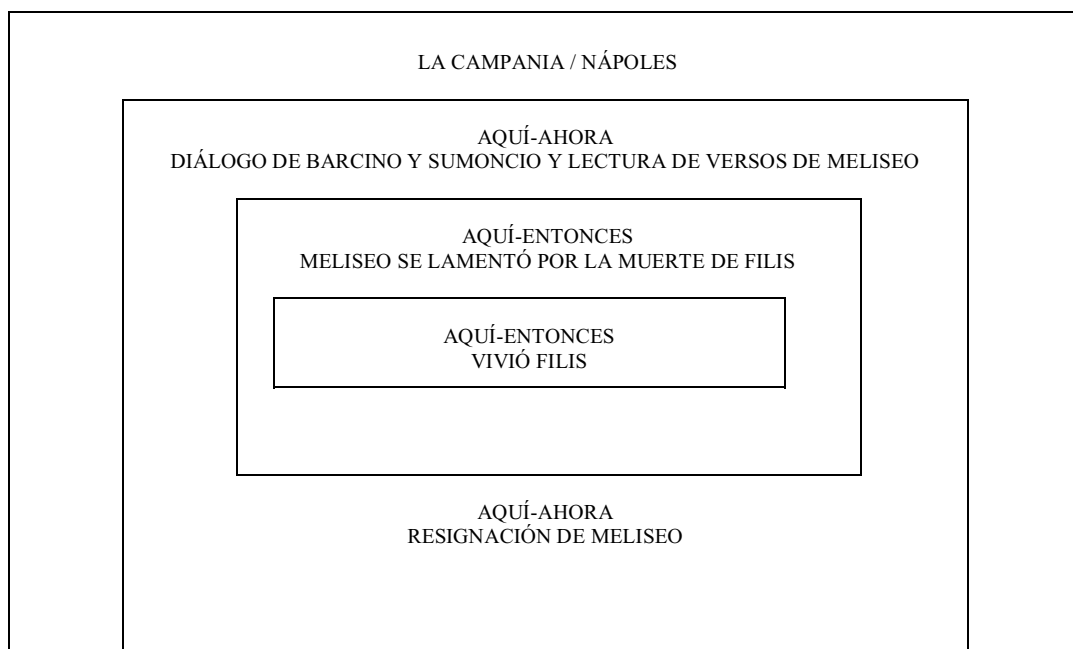 LA CAMPANIA / NÁPOLES
AQUÍ-AHORA
DIÁLOGO DE BARCINO Y SUMONCIO Y LECTURA DE VERSOS DE MELISEO
AQUÍ-ENTONCES
MELISEO SE LAMENTÓ POR LA MUERTE DE FILIS
AQUÍ-ENTONCES
VIVIÓ FILIS
AQUÍ-AHORA
RESIGNACIÓN DE MELISEO